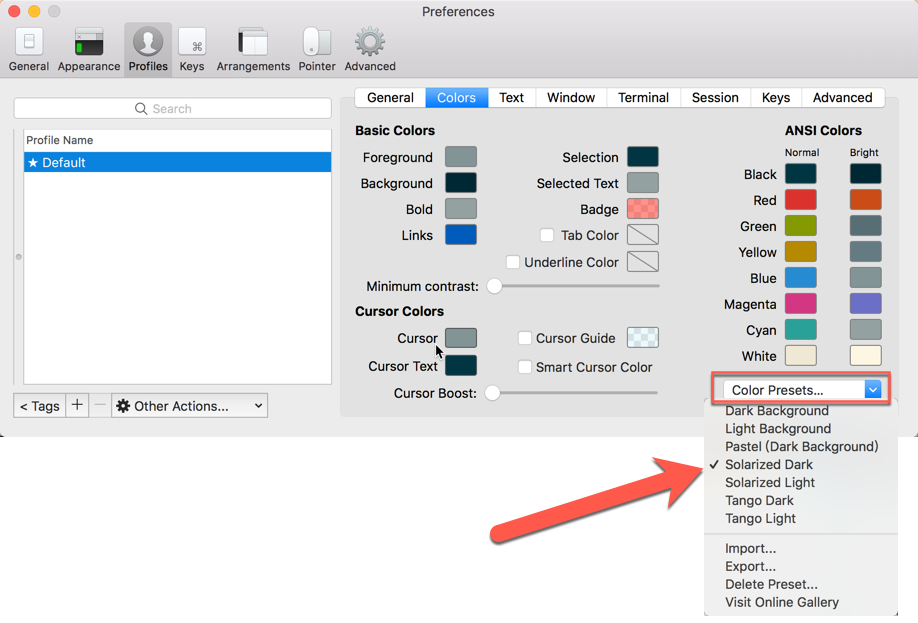 Preferences
General Appearance Profiles Keys Arrangements Pointer Advanced
Search
Profile Name
★ Default
< Tags + − Other Actions...
General Colors Text Window Terminal Session Keys Advanced
Basic Colors
Foreground
Background
Bold
Links
Selection
Selected Text
Badge
Tab Color
Underline Color
Minimum contrast:
Cursor Colors
Cursor
Cursor Text
Cursor Guide
Smart Cursor Color
Cursor Boost:
ANSI Colors
Normal Bright
Black
Red
Green
Yellow
Blue
Magenta
Cyan
White
Color Presets...
Dark Background
Light Background
Pastel (Dark Background)
✓ Solarized Dark
Solarized Light
Tango Dark
Tango Light
Import...
Export...
Delete Preset...
Visit Online Gallery